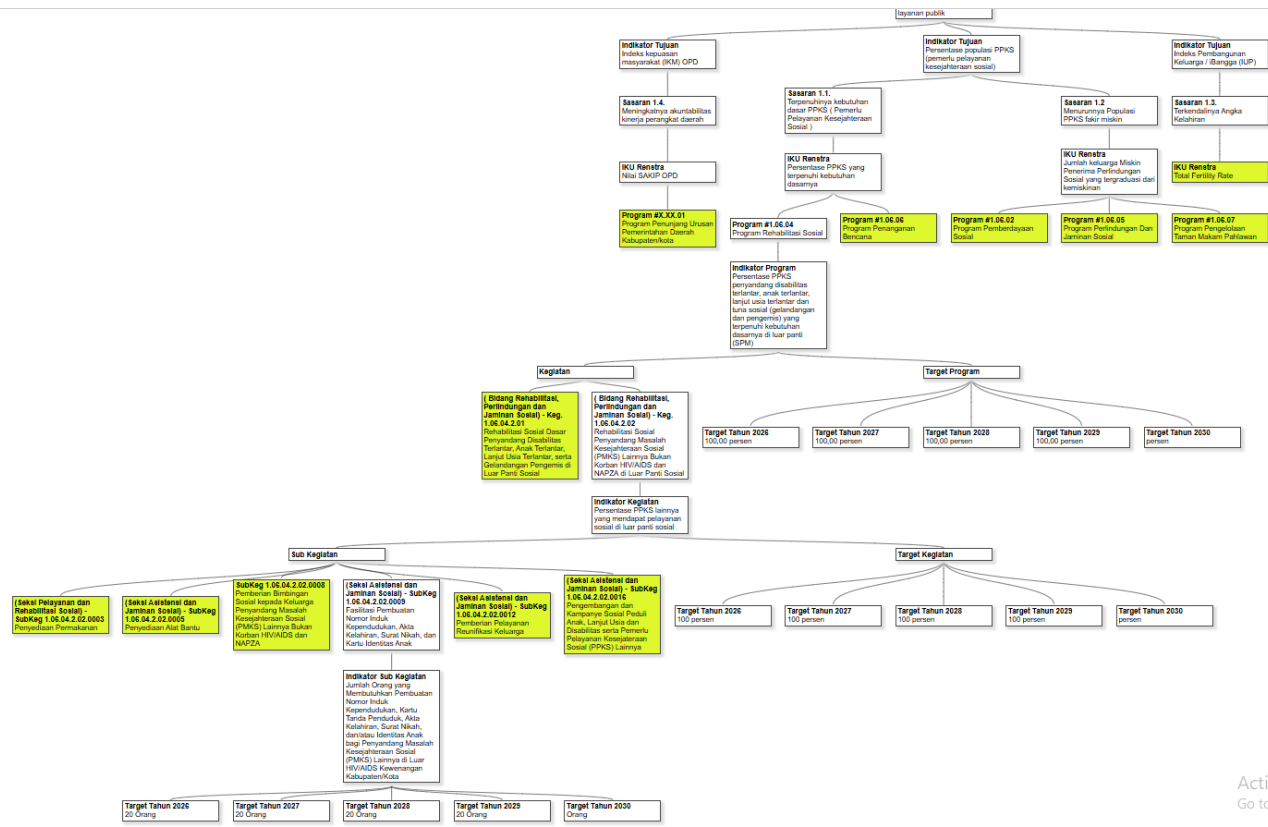 layanan publik
Indikator Tujuan
Indeks kepuasan
masyarakat (IKM) OPD
Indikator Tujuan
Persentase populasi PPKS
(pemerlu pelayanan
kesejahteraan sosial)
Indikator Tujuan
Indeks Pembangunan
Keluarga / iBangga (IUP)
Sasaran 1.4.
Meningkatnya akuntabilitas
kinerja perangkat daerah
Sasaran 1.1.
Terpenuhinya kebutuhan
dasar PPKS ( Pemerlu
Pelayanan Kesejahteraan
Sosial )
Sasaran 1.2
Menurunnya Populasi
PPKS fakir miskin
Sasaran 1.3.
Terkendalinya Angka
Kelahiran
IKU Renstra
Nilai SAKIP OPD
IKU Renstra
Persentase PPKS yang
terpenuhi kebutuhan
dasarnya
IKU Renstra
Jumlah keluarga Miskin
Penerima Perlindungan
Sosial yang tergraduasi dari
kemiskinan
IKU Renstra
Total Fertility Rate
Program #X.XX.01
Program Penunjang Urusan
Pemerintahan Daerah
Kabupaten/kota
Program #1.06.04
Program Rehabilitasi Sosial
Program #1.06.06
Program Penanganan
Bencana
Program #1.06.02
Program Pemberdayaan
Sosial
Program #1.06.05
Program Perlindungan Dan
Jaminan Sosial
Program #1.06.07
Program Pengelolaan
Taman Makam Pahlawan
Indikator Program
Persentase PPKS
penyandang disabilitas
terlantar, anak terlantar,
lanjut usia terlantar dan
tuna sosial (gelandangan
dan pengemis) yang
terpenuhi kebutuhan
dasarnya di luar panti
(SPM)
Kegiatan
Target Program
( Bidang Rehabilitasi,
Perlindungan dan
Jaminan Sosial) - Keg.
1.06.04.2.01
Rehabilitasi Sosial Dasar
Penyandang Disabilitas
Terlantar, Anak Terlantar,
Lanjut Usia Terlantar, serta
Gelandangan Pengemis di
Luar Panti Sosial
( Bidang Rehabilitasi,
Perlindungan dan
Jaminan Sosial) - Keg.
1.06.04.2.02
Rehabilitasi Sosial
Penyandang Masalah
Kesejahteraan Sosial
(PMKS) Lainnya Bukan
Korban HIV/AIDS dan
NAPZA di Luar Panti Sosial
Target Tahun 2026
100,00 persen
Target Tahun 2027
100,00 persen
Target Tahun 2028
100,00 persen
Target Tahun 2029
100,00 persen
Target Tahun 2030
persen
Indikator Kegiatan
Persentase PPKS lainnya
yang mendapat pelayanan
sosial di luar panti sosial
Sub Kegiatan
Target Kegiatan
(Seksi Pelayanan dan
Rehabilitasi Sosial) -
SubKeg 1.06.04.2.02.0003
Penyediaan Permakanan
(Seksi Asistensi dan
Jaminan Sosial) - SubKeg
1.06.04.2.02.0005
Penyediaan Alat Bantu
SubKeg 1.06.04.2.02.0008
Pemberian Bimbingan
Sosial kepada Keluarga
Penyandang Masalah
Kesejahteraan Sosial
(PMKS) Lainnya Bukan
Korban HIV/AIDS dan
NAPZA
(Seksi Asistensi dan
Jaminan Sosial) - SubKeg
1.06.04.2.02.0009
Fasilitasi Pembuatan
Nomor Induk
Kependudukan, Akta
Kelahiran, Surat Nikah, dan
Kartu Identitas Anak
(Seksi Asistensi dan
Jaminan Sosial) - SubKeg
1.06.04.2.02.0012
Pemberian Pelayanan
Reunifikasi Keluarga
(Seksi Asistensi dan
Jaminan Sosial) - SubKeg
1.06.04.2.02.0016
Pengembangan dan
Kampanye Sosial Peduli
Anak, Lanjut Usia dan
Disabilitas serta Pemerlu
Pelayanan Kesejateraan
Sosial (PPKS) Lainnya
Target Tahun 2026
100 persen
Target Tahun 2027
100 persen
Target Tahun 2028
100 persen
Target Tahun 2029
100 persen
Target Tahun 2030
persen
Indikator Sub Kegiatan
Jumlah Orang yang
Membutuhkan Pembuatan
Nomor Induk
Kependudukan, Kartu
Tanda Penduduk, Akta
Kelahiran, Surat Nikah,
dan/atau Identitas Anak
bagi Penyandang Masalah
Kesejahteraan Sosial
(PMKS) Lainnya di Luar
HIV/AIDS Kewenangan
Kabupaten/Kota
Target Tahun 2026
20 Orang
Target Tahun 2027
20 Orang
Target Tahun 2028
20 Orang
Target Tahun 2029
20 Orang
Target Tahun 2030
Orang
Acti
Go to